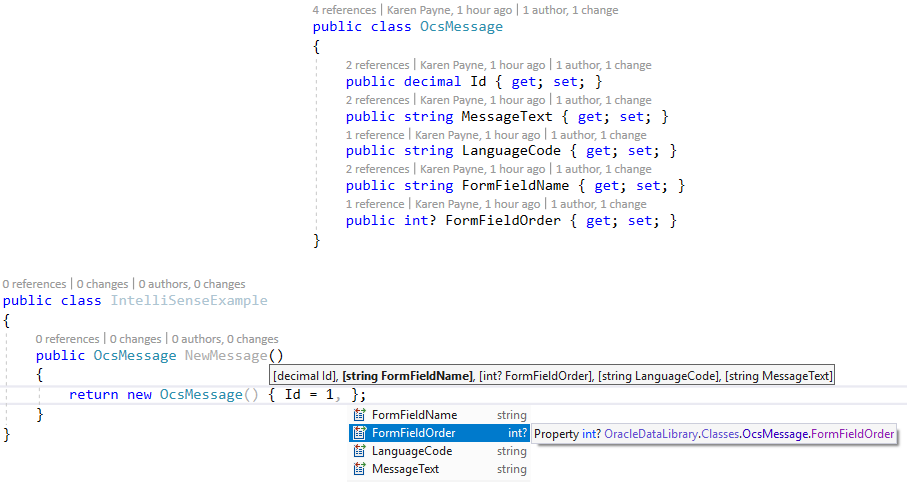 4 references | Karen Payne, 1 hour ago | 1 author, 1 change
public class OcsMessage
{
2 references | Karen Payne, 1 hour ago | 1 author, 1 change
public decimal Id { get; set; }
2 references | Karen Payne, 1 hour ago | 1 author, 1 change
public string MessageText { get; set; }
1 reference | Karen Payne, 1 hour ago | 1 author, 1 change
public string LanguageCode { get; set; }
2 references | Karen Payne, 1 hour ago | 1 author, 1 change
public string FormFieldName { get; set; }
1 reference | Karen Payne, 1 hour ago | 1 author, 1 change
public int? FormFieldOrder { get; set; }
}
0 references | 0 changes | 0 authors, 0 changes
public class IntelliSenseExample
{
0 references | 0 changes | 0 authors, 0 changes
public OcsMessage NewMessage()
{
[decimal Id], [string FormFieldName], [int? FormFieldOrder], [string LanguageCode], [string MessageText]
return new OcsMessage() { Id = 1, };
}
}
FormFieldName string
FormFieldOrder int? Property int? OracleDataLibrary.Classes.OcsMessage.FormFieldOrder
LanguageCode string
MessageText string